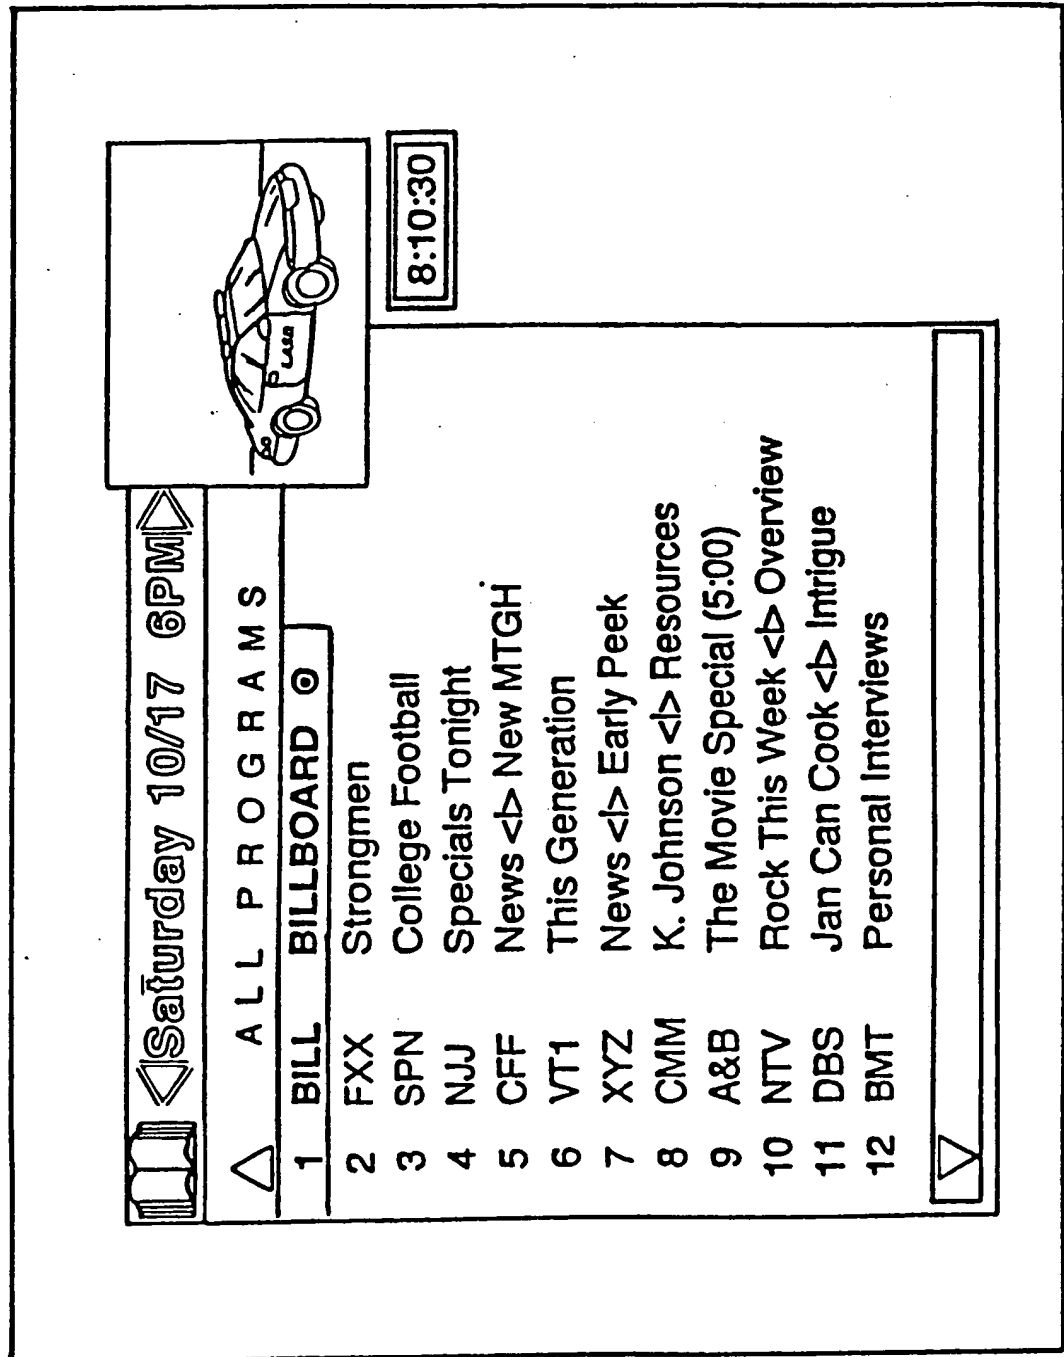 Saturday 10/17 6PM
8:10:30
ALL PROGRAMS
1 BILL BILLBOARD
2 FXX Strongmen
3 SPN College Football
4 NJJ Specials Tonight
5 CFF News <I> New MTGH
6 VT1 This Generation
7 XYZ News <I> Early Peek
8 CMM K. Johnson <I> Resources
9 A&B The Movie Special (5:00)
10 NTV Rock This Week <I> Overview
11 DBS Jan Can Cook <I> Intrigue
12 BMT Personal Interviews